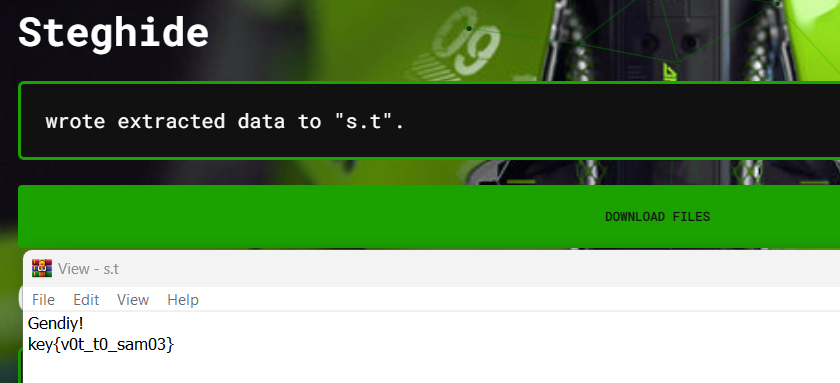 Steghide
wrote extracted data to "s.t".
DOWNLOAD FILES
View - s.t
File Edit View Help
Gendiy!
key{v0t_t0_sam03}